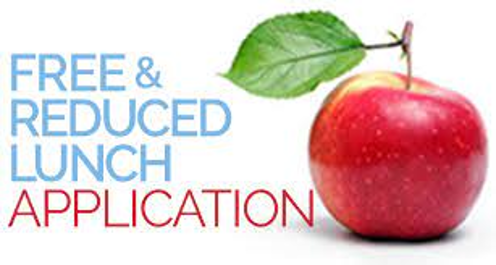 FREE &
REDUCED
LUNCH
APPLICATION